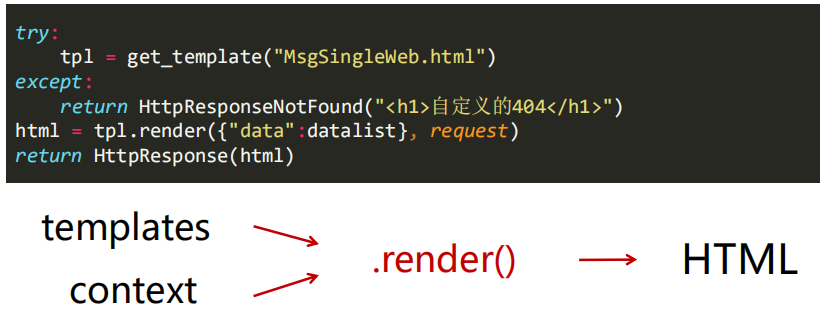 try:
    tpl = get_template("MsgSingleWeb.html")
except:
    return HttpResponseNotFound("<h1>自定义的404</h1>")
html = tpl.render({"data":datalist}, request)
return HttpResponse(html)
templates
context
.render()
HTML